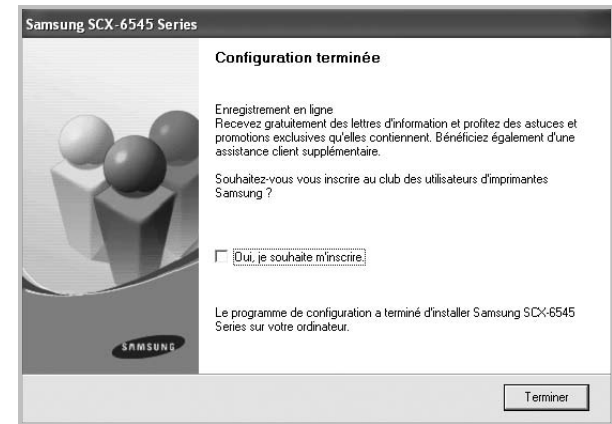 Samsung SCX-6545 Series
Configuration terminée
Enregistrement en ligne
Recevez gratuitement des lettres d'information et profitez des astuces et
promotions exclusives qu'elles contiennent. Bénéficiez également d'une
assistance client supplémentaire.
Souhaitez-vous vous inscrire au club des utilisateurs d'imprimantes
Samsung ?
Oui, je souhaite m'inscrire.
Le programme de configuration a terminé d'installer Samsung SCX-6545
Series sur votre ordinateur.
SAMSUNG
Terminer